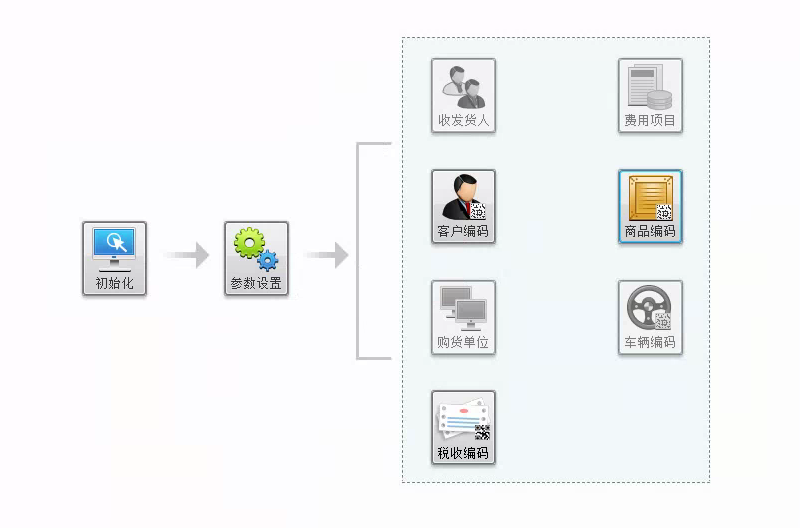 收发货人
费用项目
客户编码
商品编码
初始化
参数设置
购货单位
车辆编码
税收编码